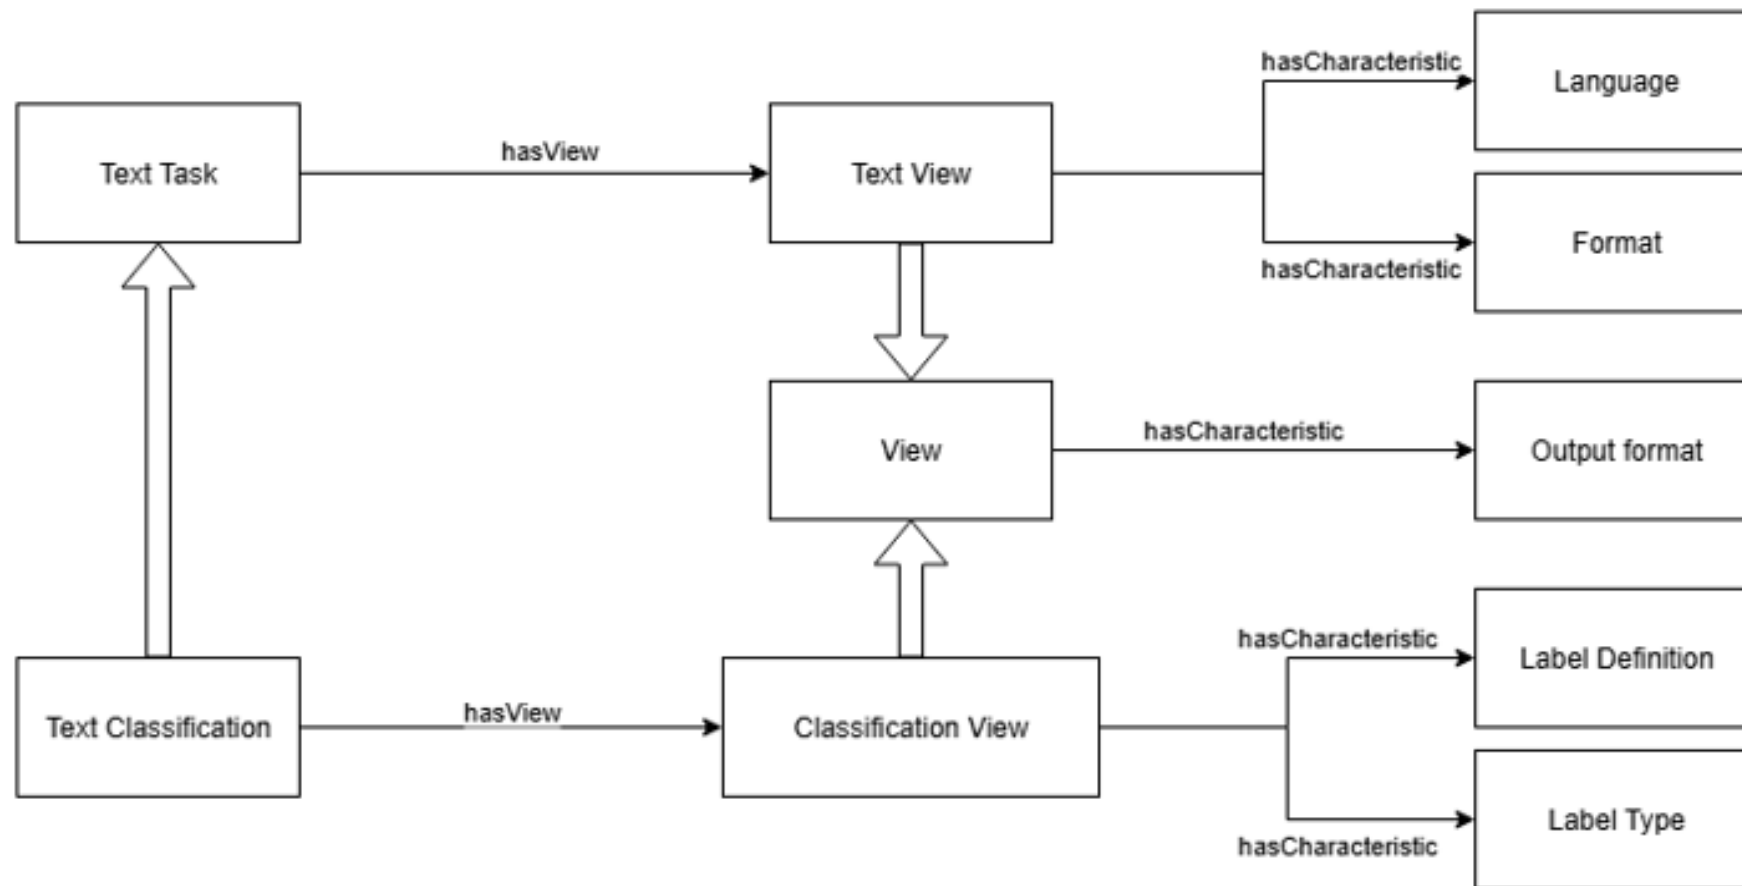 hasCharacteristic
Language
Text Task
hasView
Text View
hasCharacteristic
Format
View
hasCharacteristic
Output format
hasCharacteristic
Label Definition
Text Classification
hasView
Classification View
hasCharacteristic
Label Type